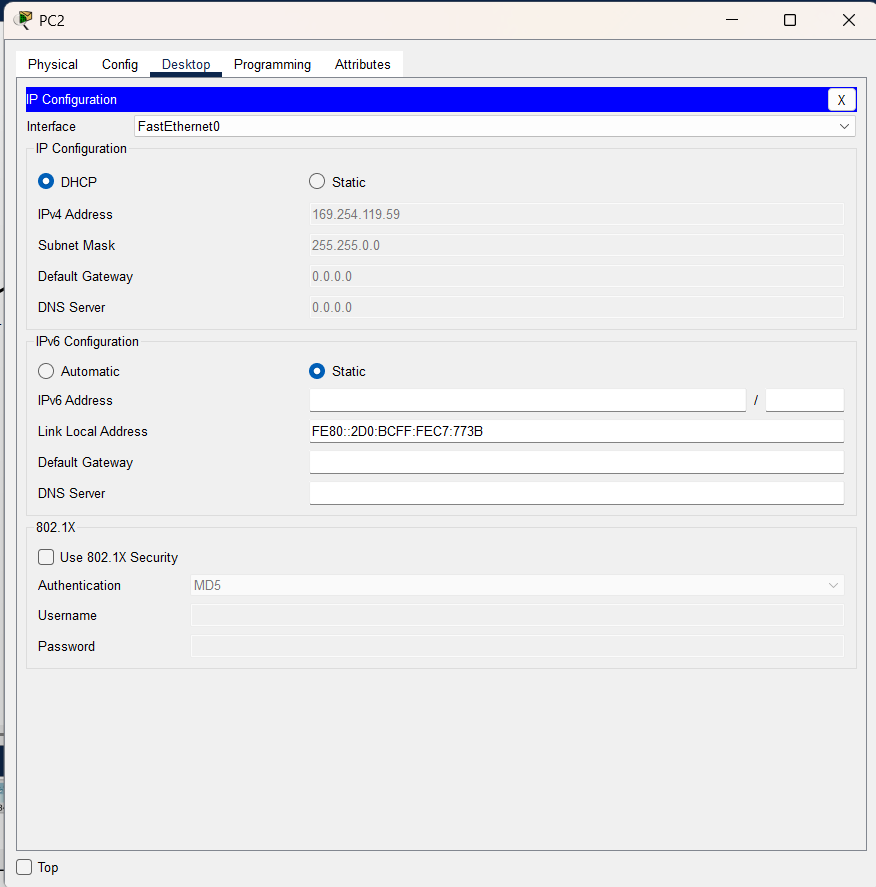 PC2
Physical Config Desktop Programming Attributes
IP Configuration X
Interface FastEthernet0
IP Configuration
DHCP Static
IPv4 Address 169.254.119.59
Subnet Mask 255.255.0.0
Default Gateway 0.0.0.0
DNS Server 0.0.0.0
IPv6 Configuration
Automatic Static
IPv6 Address /
Link Local Address FE80::2D0:BCFF:FEC7:773B
Default Gateway
DNS Server
802.1X
Use 802.1X Security
Authentication MD5
Username
Password
Top